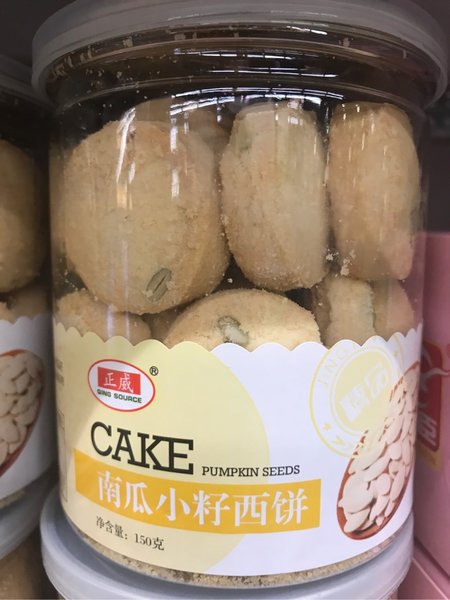 正威®
QING SOURCE
CAKE
PUMPKIN SEEDS
南瓜小籽西饼
净含量：150克